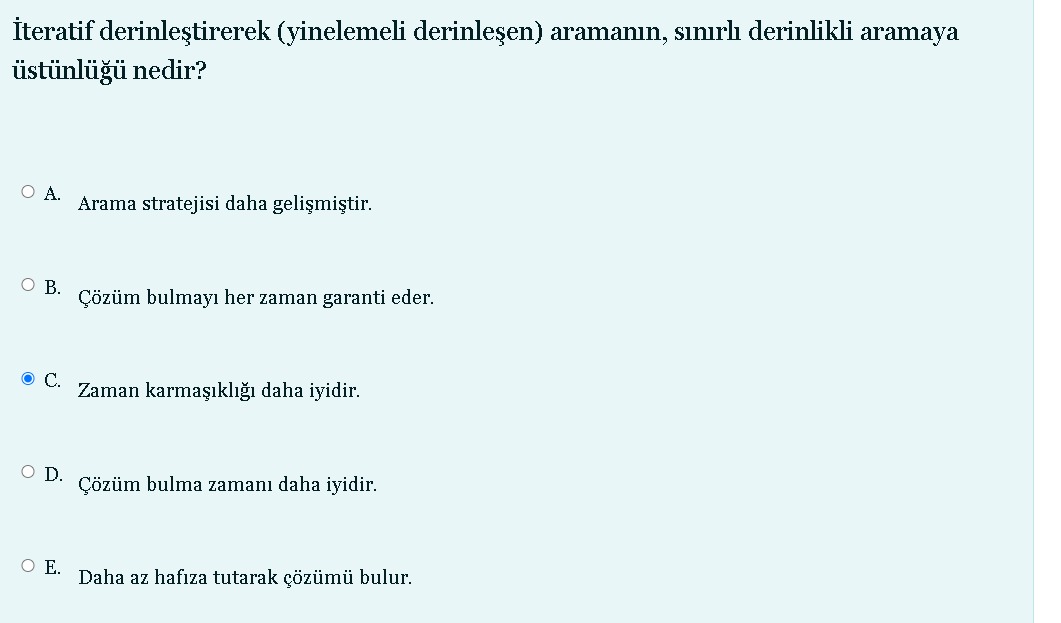 İteratif derinleştirerek (yinelemeli derinleşen) aramanın, sınırlı derinlikli aramaya
üstünlüğü nedir?
A. Arama stratejisi daha gelişmiştir.
B. Çözüm bulmayı her zaman garanti eder.
C. Zaman karmaşıklığı daha iyidir.
D. Çözüm bulma zamanı daha iyidir.
E. Daha az hafıza tutarak çözümü bulur.